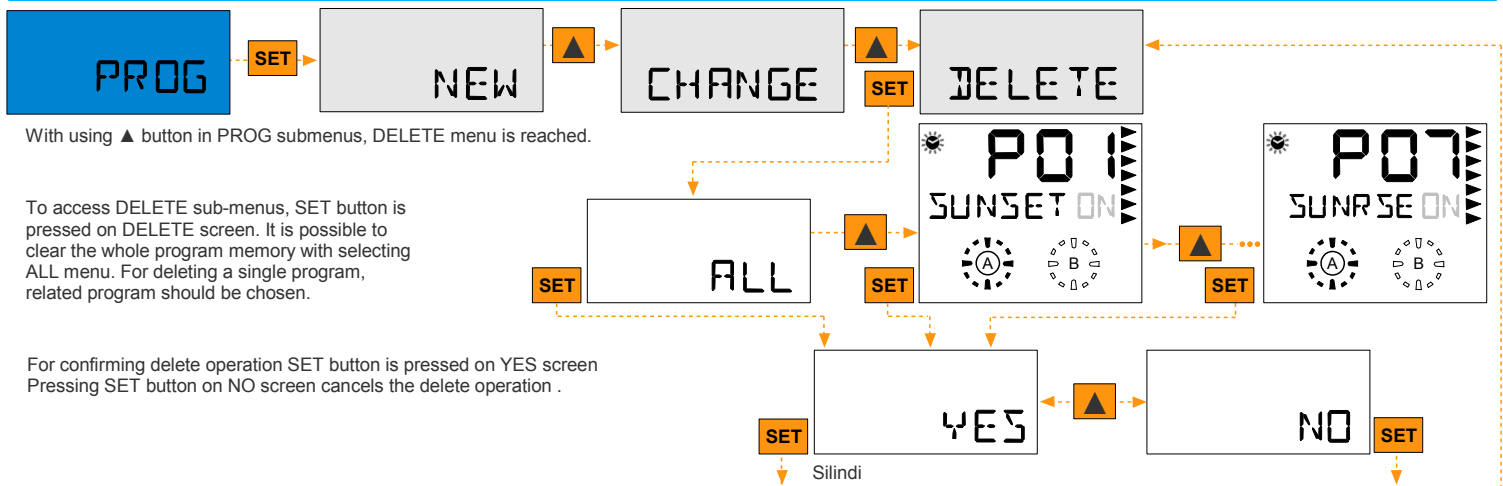 PROG
SET
NEW
▲
CHANGE
▲
SET
DELETE
With using ▲ button in PROG submenus, DELETE menu is reached.
To access DELETE sub-menus, SET button is
pressed on DELETE screen. It is possible to
clear the whole program memory with selecting
ALL menu. For deleting a single program,
related program should be chosen.
SET
ALL
▲
SET
P01
SUNSET ON
A B
▲
SET
P07
SUNRSE ON
A B
For confirming delete operation SET button is pressed on YES screen
Pressing SET button on NO screen cancels the delete operation .
SET
YES
▲
NO
SET
Silindi